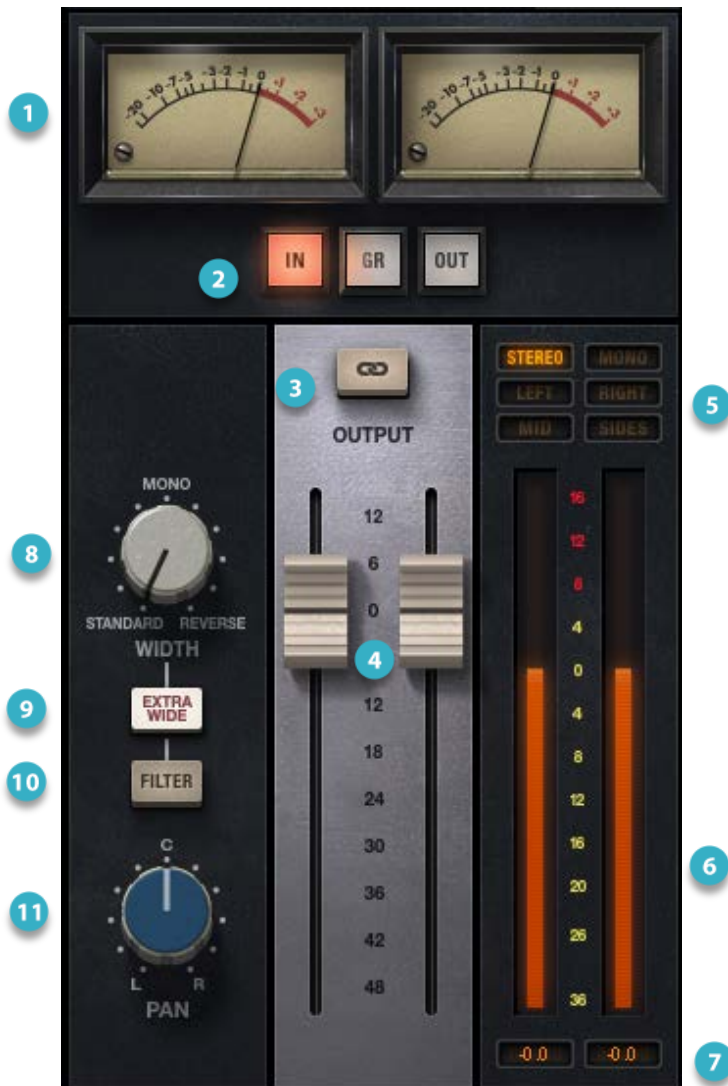 -20 -10 -7 -5 -3 -2 -1 0 +1 +2 +3
-20 -10 -7 -5 -3 -2 -1 0 +1 +2 +3
1
IN GR OUT
2
3
OUTPUT
STEREO MONO
LEFT RIGHT
MID SIDES
5
MONO
8
STANDARD REVERSE
WIDTH
9
EXTRA
WIDE
10
FILTER
C
11
L R
PAN
12
6
0
4
12
18
24
30
36
42
48
16
12
8
4
0
4
8
12
16
20
26
36
6
-0.0 -0.0
7